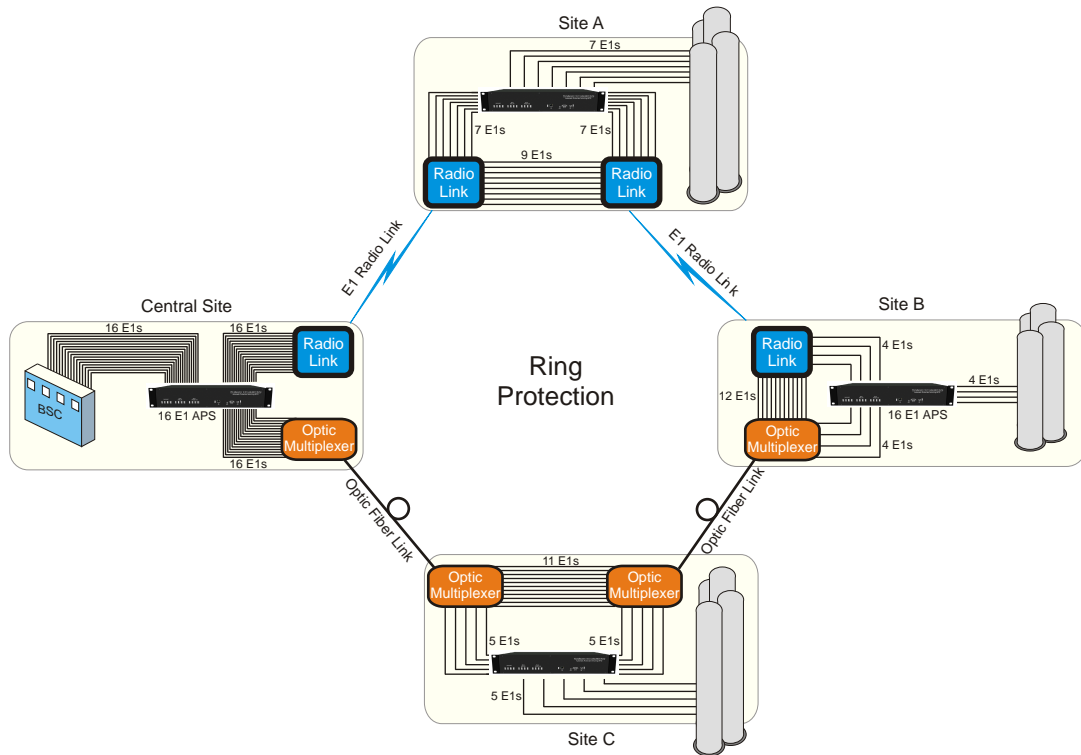 Site A
7 E1s
7 E1s
7 E1s
9 E1s
Radio
Link
Radio
Link
E1 Radio Link
E1 Radio Link
Central Site
16 E1s
16 E1s
Radio
Link
BSC
16 E1 APS
Optic
Multiplexer
16 E1s
Ring
Protection
Site B
Radio
Link
4 E1s
4 E1s
12 E1s
16 E1 APS
Optic
Multiplexer
4 E1s
Optic Fiber Link
Optic Fiber Link
11 E1s
Optic
Multiplexer
Optic
Multiplexer
5 E1s
5 E1s
5 E1s
Site C